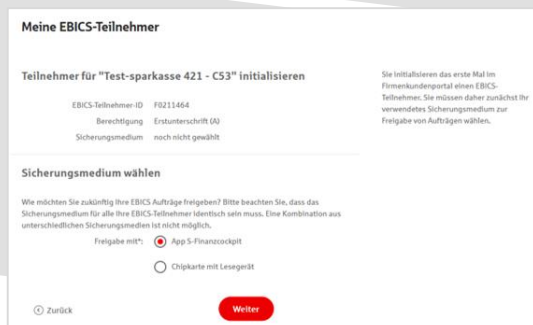 Meine EBICS-Teilnehmer
Teilnehmer für "Test-sparkasse 421 - C53" initialisieren
EBICS-Teilnehmer-ID F0211464
Berechtigung Erstunterschrift (A)
Sicherungsmedium noch nicht gewählt
Sie initialisieren das erste Mal im
Firmenkundenportal einen EBICS-
Teilnehmer. Sie müssen daher zunächst Ihr
verwendetes Sicherungsmedium zur
Freigabe von Aufträgen wählen.
Sicherungsmedium wählen
Wie möchten Sie zukünftig Ihre EBICS Aufträge freigeben? Bitte beachten Sie, dass das
Sicherungsmedium für alle Ihre EBICS-Teilnehmer identisch sein muss. Eine Kombination aus
unterschiedlichen Sicherungsmedien ist nicht möglich.
Freigabe mit*: App S-Finanzcockpit
Chipkarte mit Lesegerät
Zurück
Weiter